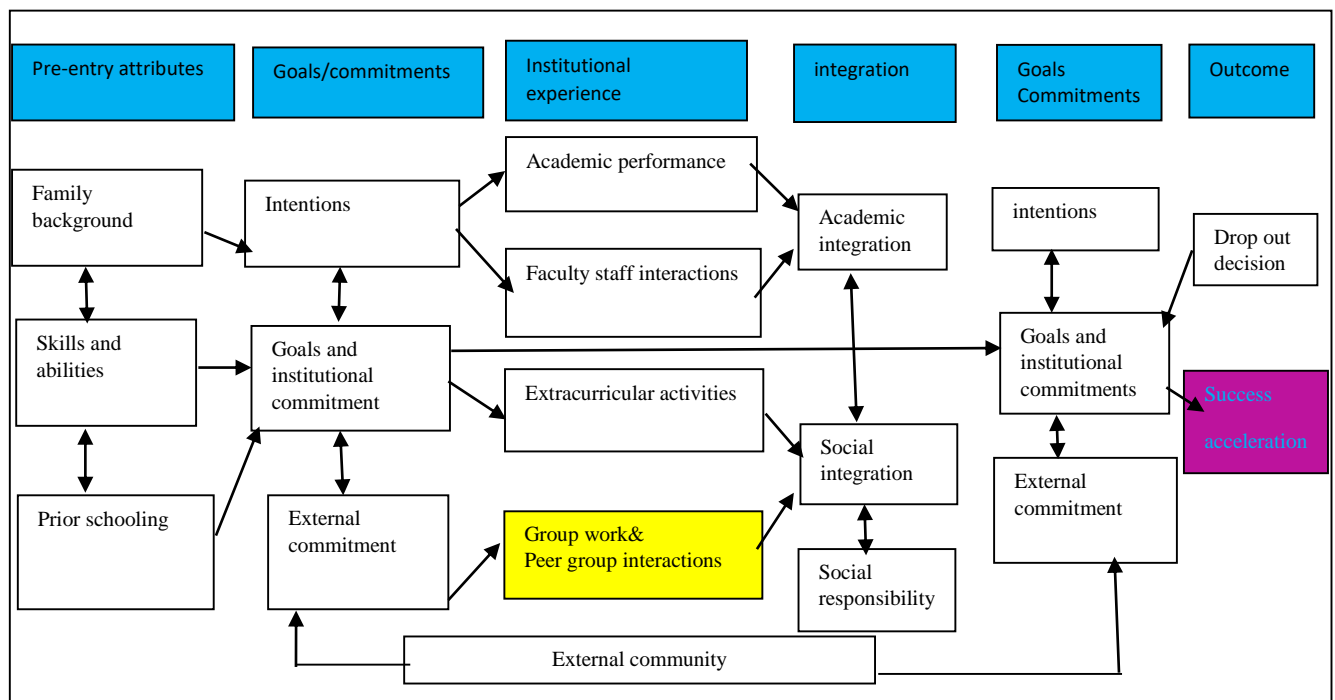 Pre-entry attributes
Goals/commitments
Institutional
experience
integration
Goals
Commitments
Outcome
Family
background
Skills and
abilities
Prior schooling
Intentions
Goals and
institutional
commitment
External
commitment
Academic performance
Faculty staff interactions
Extracurricular activities
Group work&
Peer group interactions
Academic
integration
Social
integration
Social
responsibility
intentions
Goals and
institutional
commitments
External
commitment
Drop out
decision
Success
acceleration
External community